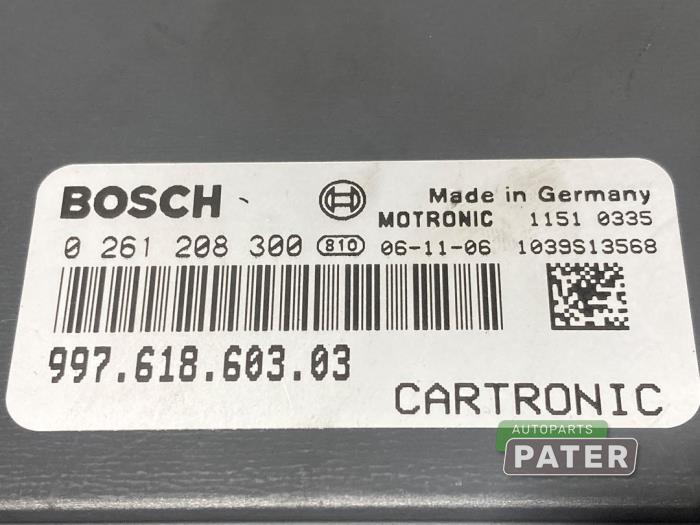 BOSCH Made in Germany
MOTRONIC 1151 0335
0 261 208 300 810 06-11-06 1039S13568
997.618.603.03
CARTRONIC
AUTOPARTS
PATER